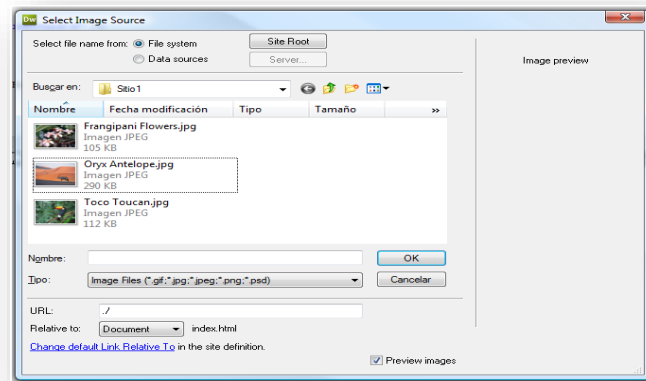 Dw Select Image Source
Select file name from: File system Site Root
Data sources Server...
Image preview
Buscar en: Sitio1
Nombre Fecha modificación Tipo Tamaño »
Frangipani Flowers.jpg
Imagen JPEG
105 KB
Oryx Antelope.jpg
Imagen JPEG
290 KB
Toco Toucan.jpg
Imagen JPEG
112 KB
Nombre: OK
Tipo: Image Files (*.gif;*.jpg;*.jpeg;*.png;*.psd) Cancelar
URL: ./
Relative to: Document index.html
Change default Link Relative To in the site definition.
Preview images